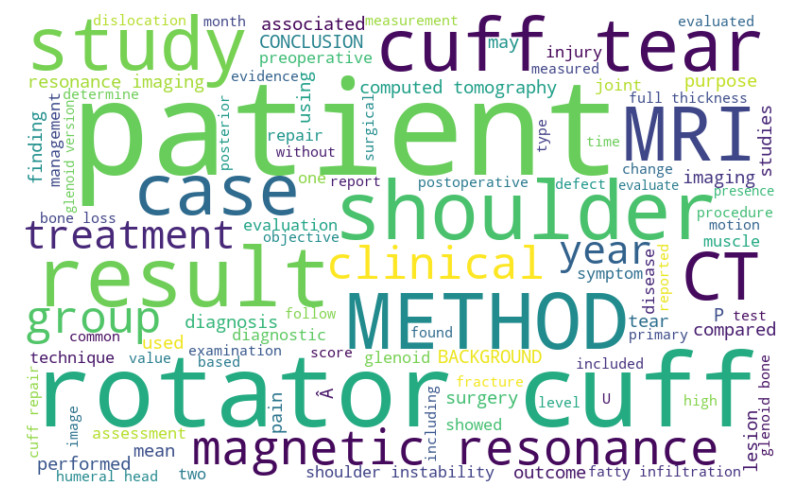 dislocation
month
associated
measurement
evaluated
study
cuff tear
CONCLUSION
may
injury
preoperative
measured
resonance imaging
evidence
using
computed tomography
joint
purpose
determine
patient
MRI
full thickness
finding
management
glenoid version
posterior
repair
surgical
type
time
studies
without
case
one
report
postoperative
defect
change
evaluate
imaging
presence
shoulder
procedure
bone loss
treatment
evaluation
objective
motion
muscle
result
clinical
year
symptom
disease
reported
CT
group
diagnosis
follow
METHOD
tear
P
test
compared
common
used
diagnostic
found
primary
technique
value
examination
based
score
glenoid
BACKGROUND
included
cuff repair
rotator cuff
fracture
surgery
level
U
high
glenoid bone
image
pain
Â
showed
assessment
mean
magnetic resonance
including
lesion
performed
humeral head
two
shoulder instability
outcome
fatty infiltration